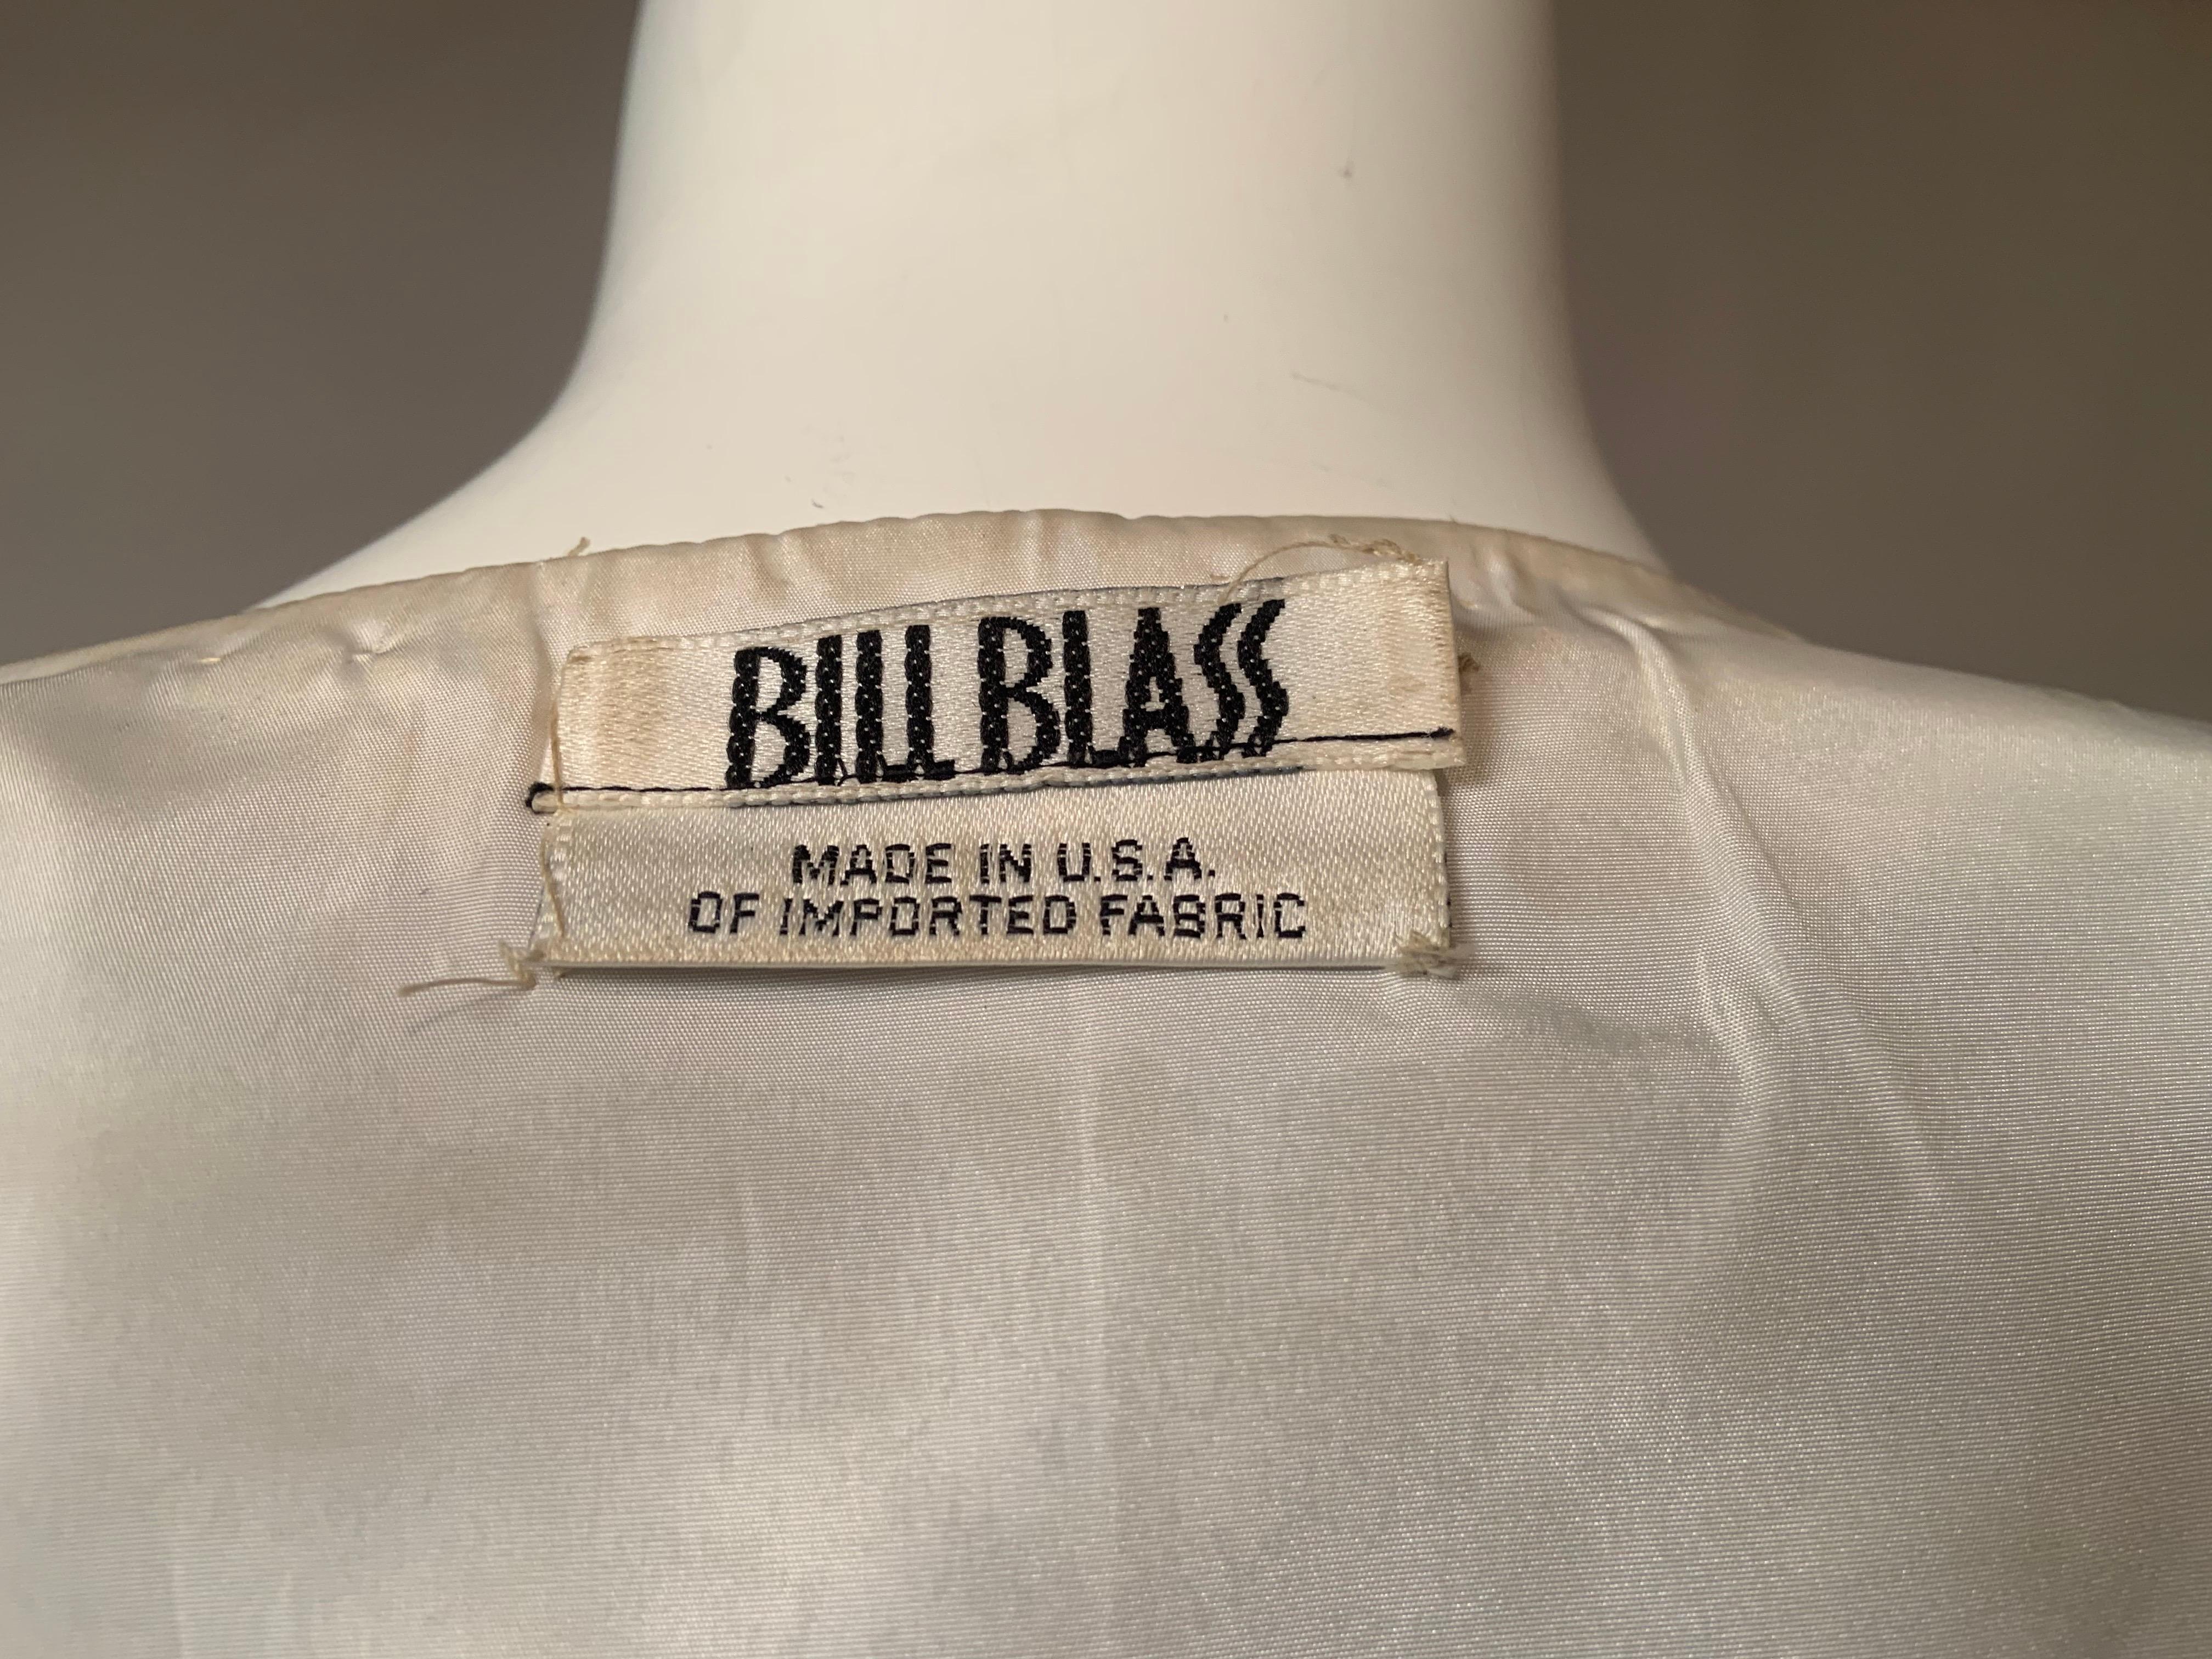 BILL BLASS
MADE IN U.S.A.
OF IMPORTED FABRIC